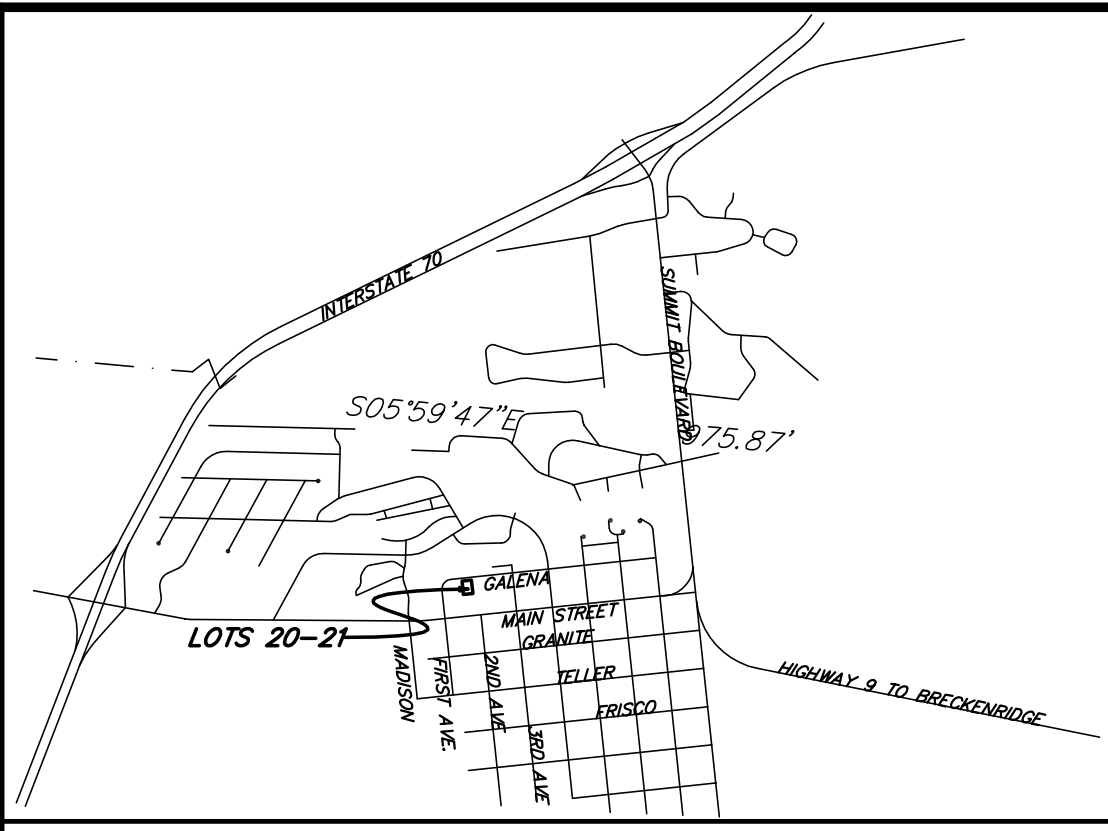 INTERSTATE 70
SUMMIT BOULEVARD
S05°59'47"E
975.87'
GALENA
MAIN STREET
LOTS 20-21
GRANITE
MADISON
FIRST AVE.
2ND AVE
TELLER
HIGHWAY 9 TO BRECKENRIDGE
FRISCO
3RD AVE